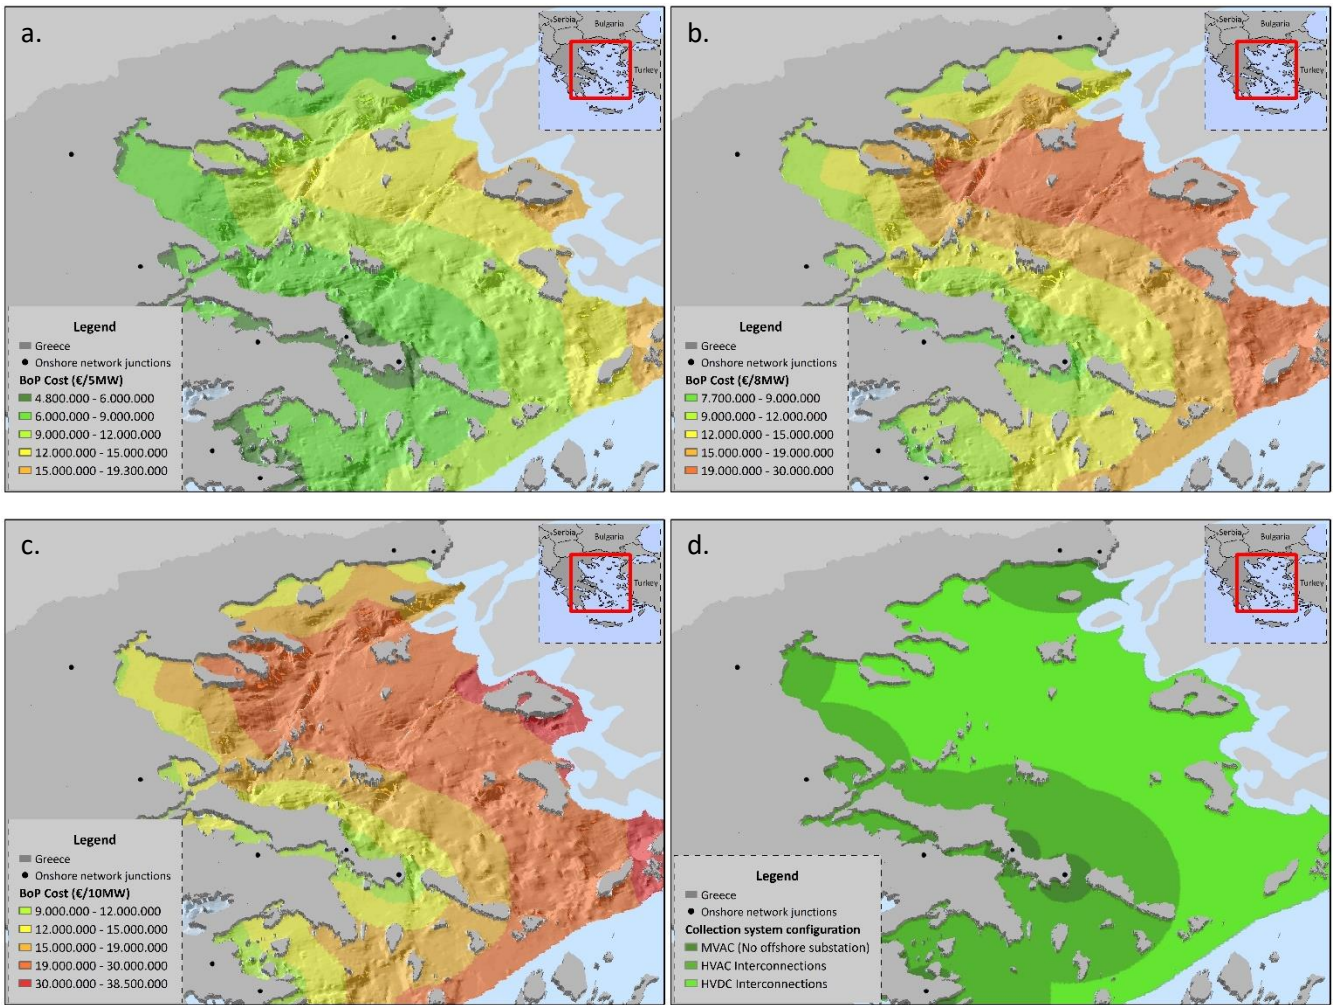 a.
Serbia
Bulgaria
Turkey
Legend
Greece
Onshore network junctions
BoP Cost (€/5MW)
4.800.000 - 6.000.000
6.000.000 - 9.000.000
9.000.000 - 12.000.000
12.000.000 - 15.000.000
15.000.000 - 19.300.000
b.
Serbia
Bulgaria
Turkey
Legend
Greece
Onshore network junctions
BoP Cost (€/8MW)
7.700.000 - 9.000.000
9.000.000 - 12.000.000
12.000.000 - 15.000.000
15.000.000 - 19.000.000
19.000.000 - 30.000.000
c.
Serbia
Bulgaria
Turkey
Legend
Greece
Onshore network junctions
BoP Cost (€/10MW)
9.000.000 - 12.000.000
12.000.000 - 15.000.000
15.000.000 - 19.000.000
19.000.000 - 30.000.000
30.000.000 - 38.500.000
d.
Serbia
Bulgaria
Turkey
Legend
Greece
Onshore network junctions
Collection system configuration
MVAC (No offshore substation)
HVAC Interconnections
HVDC Interconnections